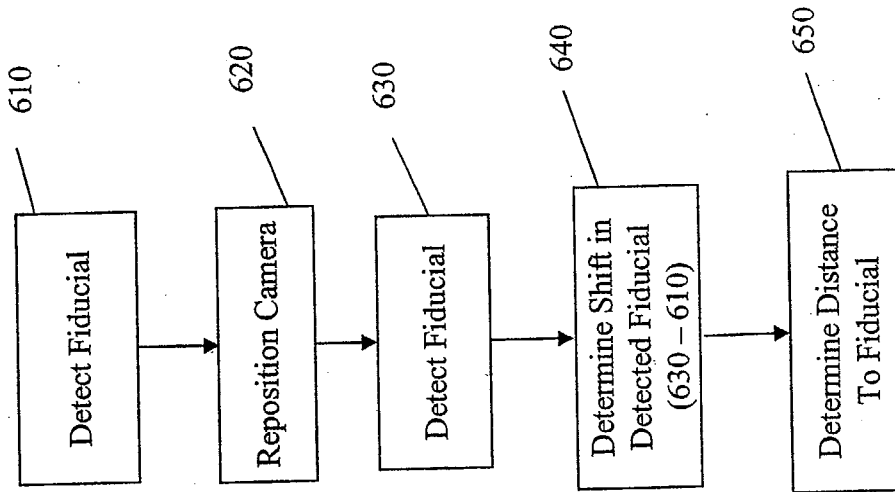 610
Detect Fiducial
620
Reposition Camera
630
Detect Fiducial
640
Determine Shift in
Detected Fiducial
(630 – 610)
650
Determine Distance
To Fiducial